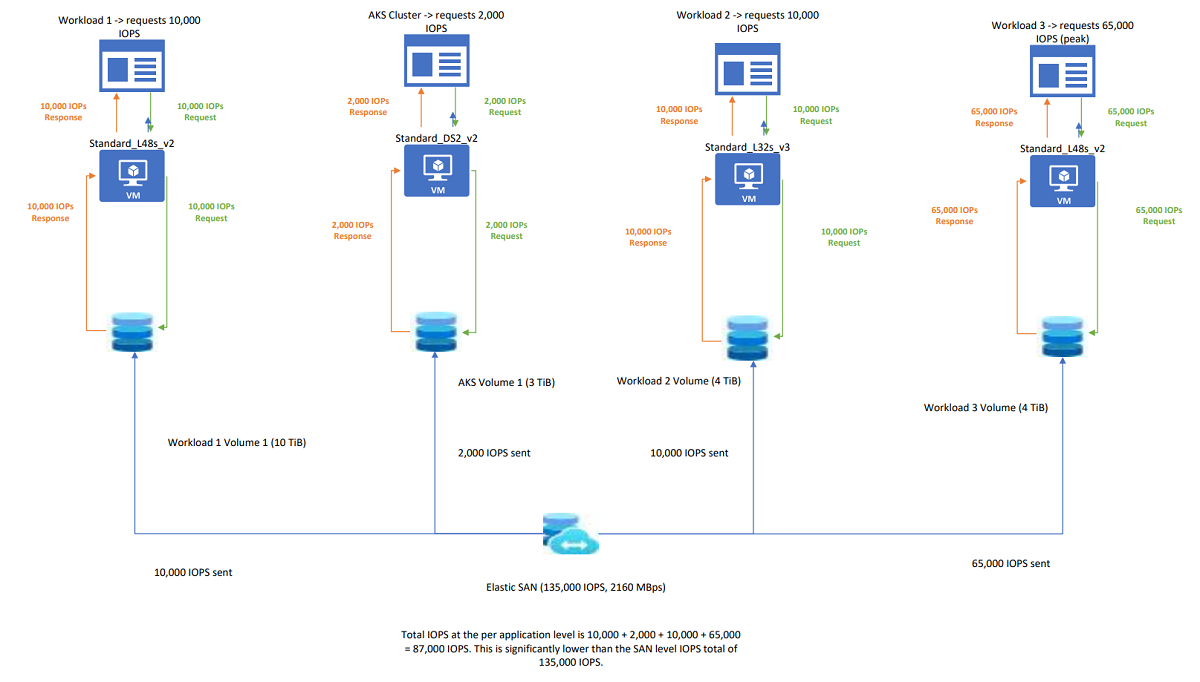 Workload 1 -> requests 10,000
IOPS
AKS Cluster -> requests 2,000
IOPS
Workload 2 -> requests 10,000
IOPS
Workload 3 -> requests 65,000
IOPS (peak)
10,000 IOPs
Response
10,000 IOPs
Request
2,000 IOPs
Response
2,000 IOPs
Request
10,000 IOPs
Response
10,000 IOPs
Request
65,000 IOPs
Response
65,000 IOPs
Request
Standard_L48s_v2
Standard_DS2_v2
Standard_L32s_v3
Standard_L48s_v2
VM
VM
VM
VM
10,000 IOPs
Response
10,000 IOPs
Request
2,000 IOPs
Response
2,000 IOPs
Request
10,000 IOPs
Response
10,000 IOPs
Request
65,000 IOPs
Response
65,000 IOPs
Request
AKS Volume 1 (3 TiB)
Workload 2 Volume (4 TiB)
Workload 3 Volume (4 TiB)
Workload 1 Volume 1 (10 TiB)
2,000 IOPS sent
10,000 IOPS sent
10,000 IOPS sent
65,000 IOPS sent
Elastic SAN (135,000 IOPS, 2160 MBps)
Total IOPS at the per application level is 10,000 + 2,000 + 10,000 + 65,000
= 87,000 IOPS. This is significantly lower than the SAN level IOPS total of
135,000 IOPS.